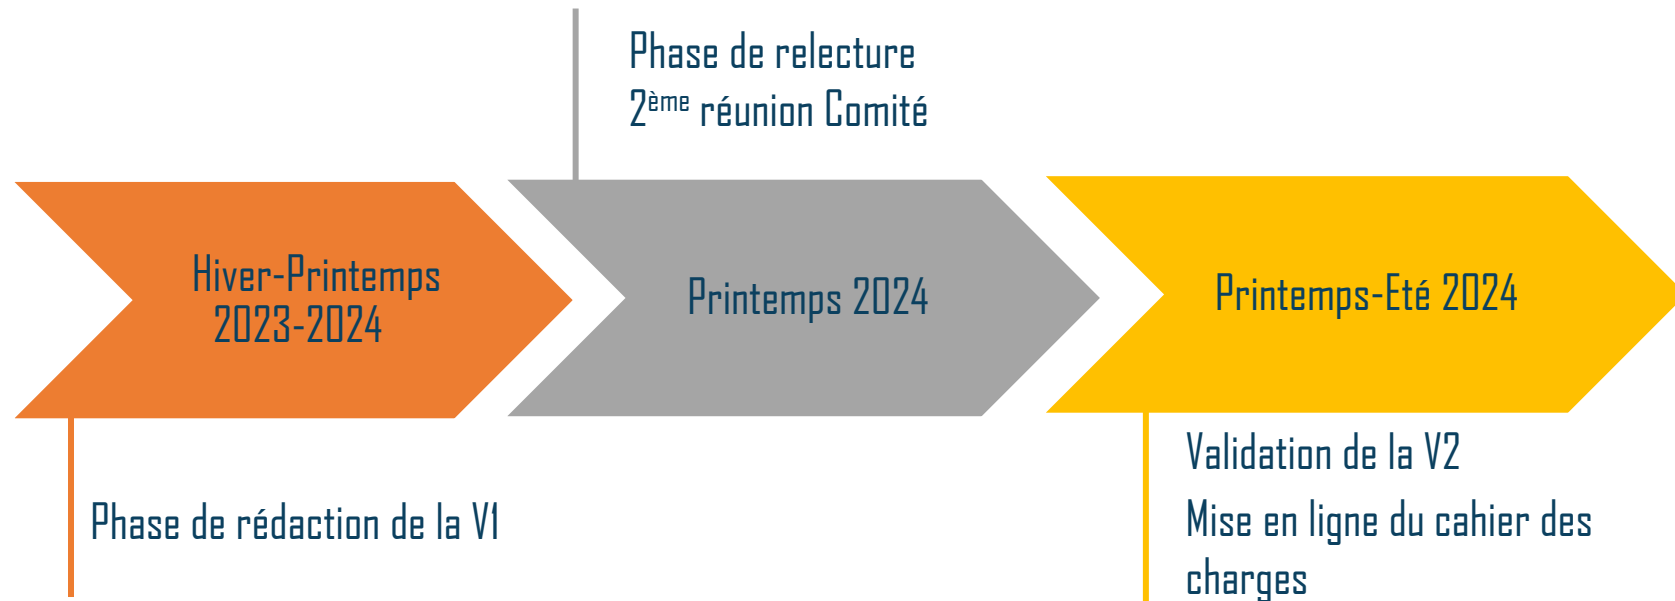 Phase de relecture
2ème réunion Comité
Hiver-Printemps
2023-2024
Printemps 2024
Printemps-Eté 2024
Phase de rédaction de la V1
Validation de la V2
Mise en ligne du cahier des
charges